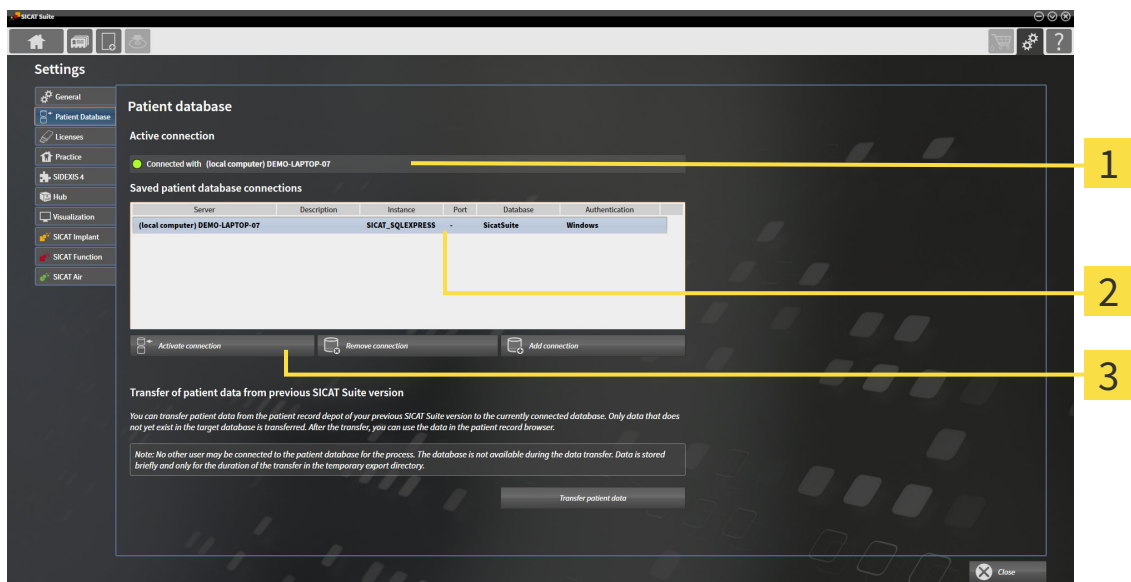 SICAT Suite
?
Settings
General
Patient Database
Licenses
Practice
SIDEXIS 4
Hub
Visualization
SICAT Implant
SICAT Function
SICAT Air
Patient database
Active connection
Connected with (local computer) DEMO-LAPTOP-07
1
Saved patient database connections
Server Description Instance Port Database Authentication
(local computer) DEMO-LAPTOP-07 SICAT_SQLEXPRESS - SicatSuite Windows
2
Activate connection Remove connection Add connection
3
Transfer of patient data from previous SICAT Suite version
You can transfer patient data from the patient record depot of your previous SICAT Suite version to the currently connected database. Only data that does
not yet exist in the target database is transferred. After the transfer, you can use the data in the patient record browser.
Note: No other user may be connected to the patient database for the process. The database is not available during the data transfer. Data is stored
briefly and only for the duration of the transfer in the temporary export directory.
Transfer patient data
Close